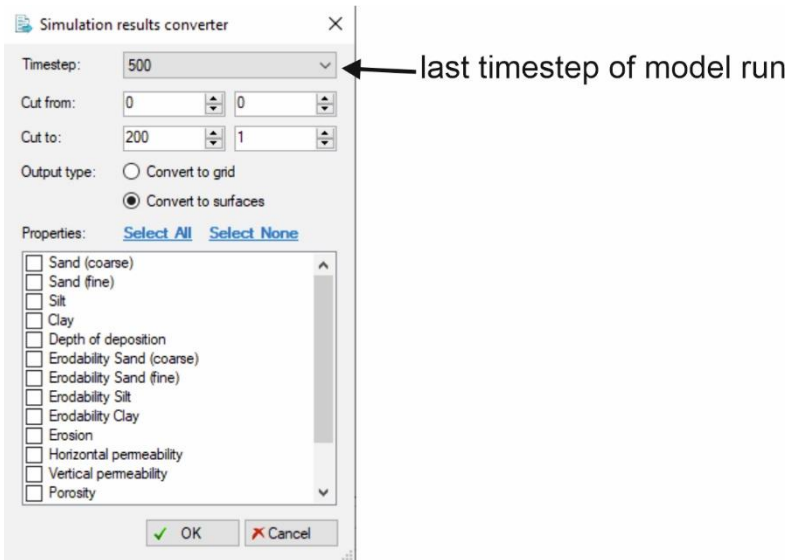 Simulation results converter
Timestep: 500
last timestep of model run
Cut from: 0 0
Cut to: 200 1
Output type: Convert to grid
Convert to surfaces
Properties: Select All Select None
Sand (coarse)
Sand (fine)
Silt
Clay
Depth of deposition
Erodability Sand (coarse)
Erodability Sand (fine)
Erodability Silt
Erodability Clay
Erosion
Horizontal permeability
Vertical permeability
Porosity
OK Cancel